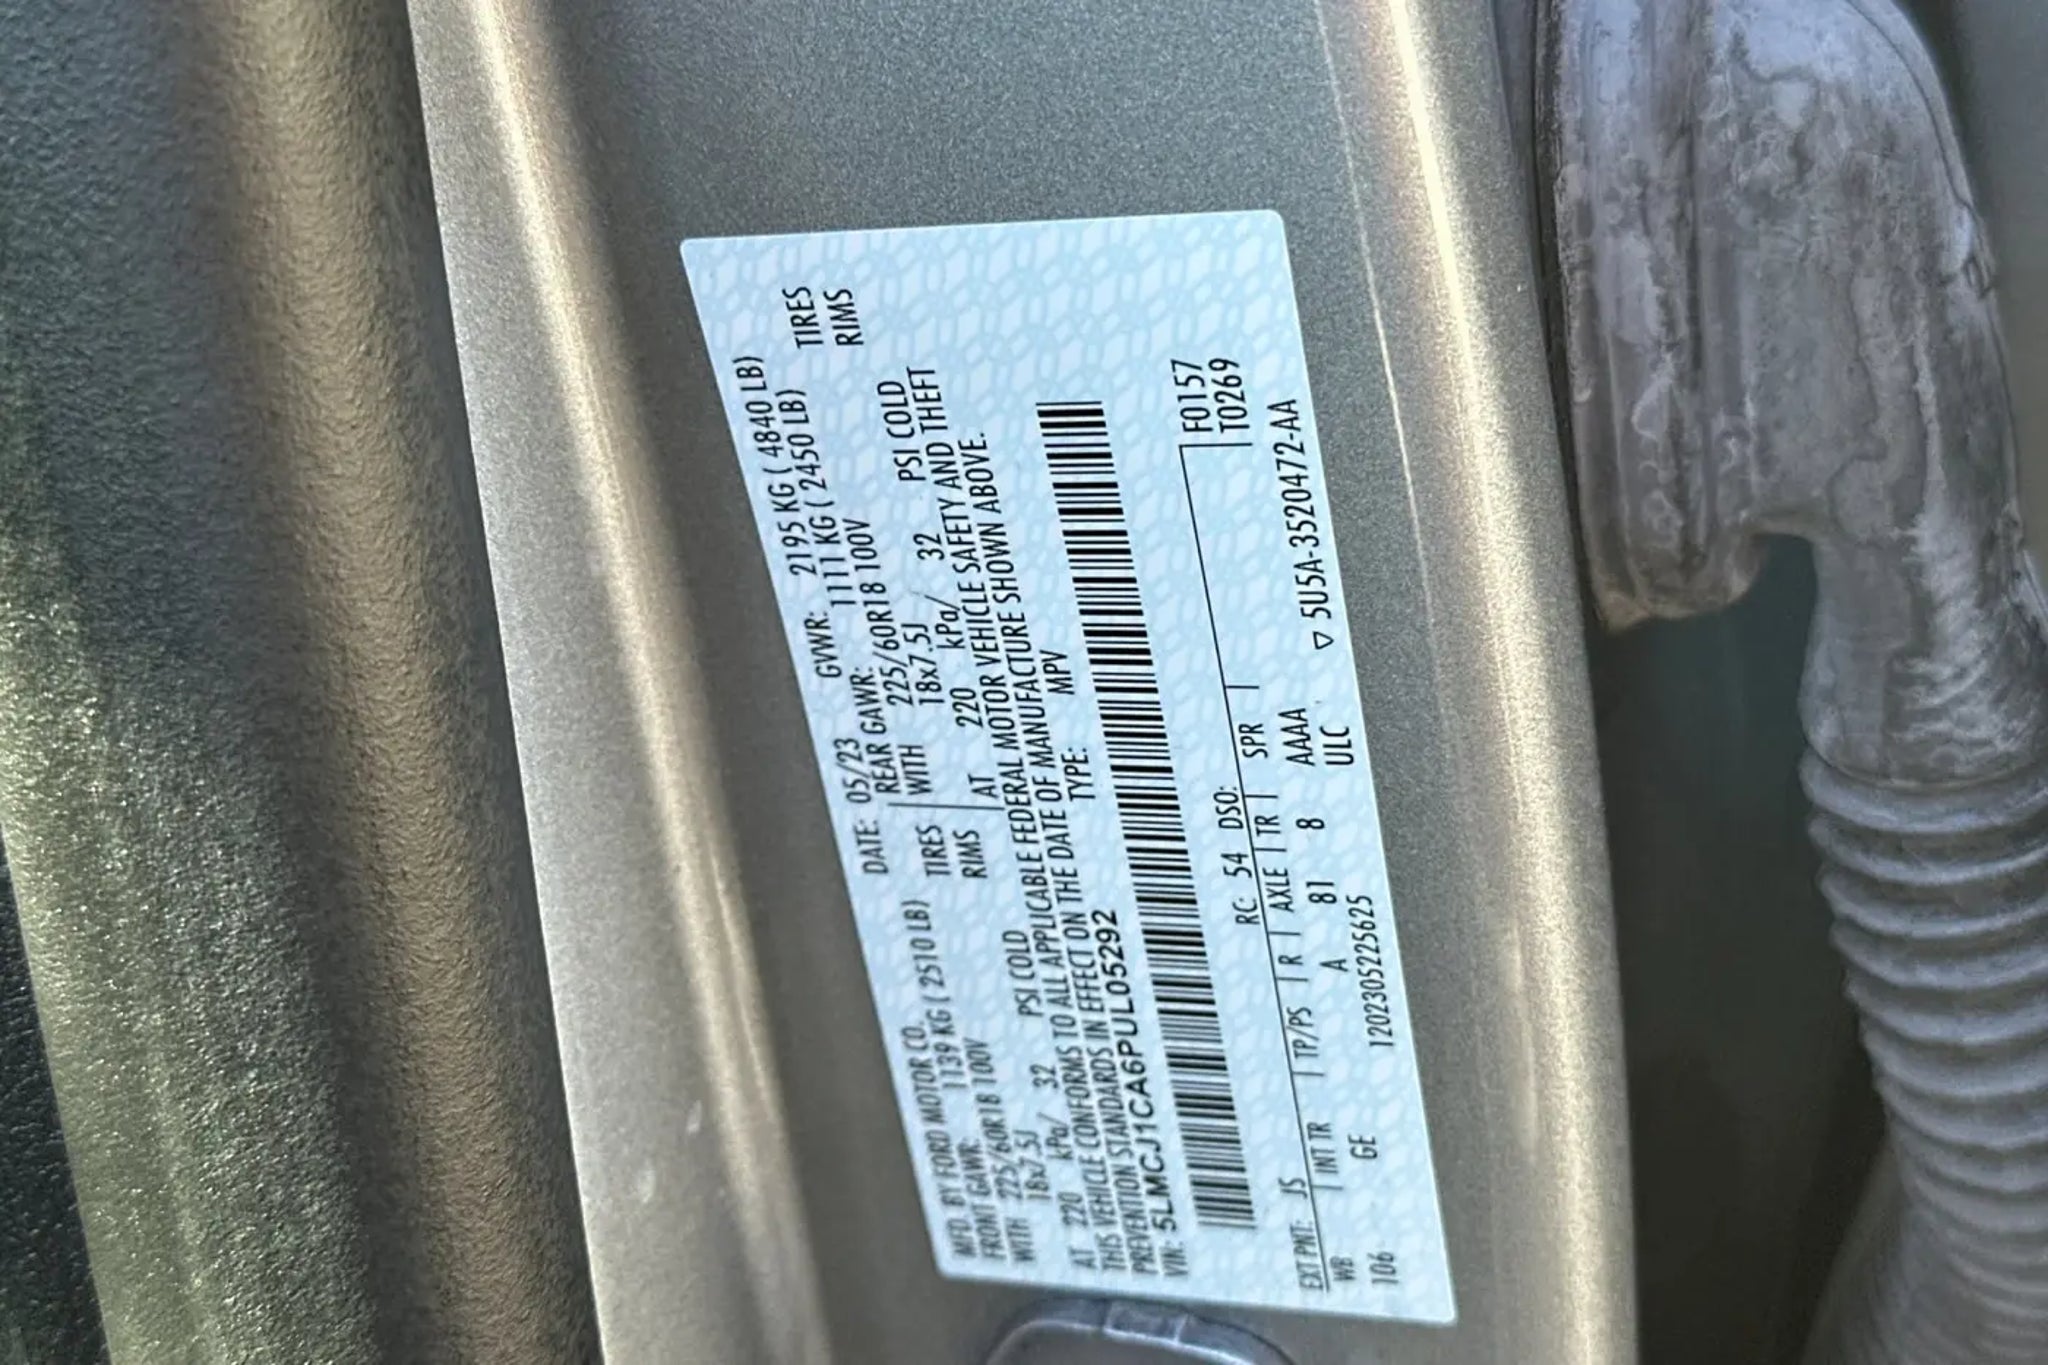 MFD. BY FORD MOTOR CO. DATE: 05/23 GVWR: 2195 KG ( 4840 LB)
FRONT GAWR: 1139 KG ( 2510 LB) REAR GAWR: 1111 KG ( 2450 LB)
WITH 225/60R18 100V TIRES WITH 225/60R18 100V TIRES
18x7.5J RIMS 18x7.5J RIMS
AT 220 kPa/ 32 PSI COLD AT 220 kPa/ 32 PSI COLD
THIS VEHICLE CONFORMS TO ALL APPLICABLE FEDERAL MOTOR VEHICLE SAFETY AND THEFT
PREVENTION STANDARDS IN EFFECT ON THE DATE OF MANUFACTURE SHOWN ABOVE.
VIN: 5LMCJ1CA6PUL05292 TYPE: MPV
EXT PNT: JS RC: 54 DSO: F0157
WB INT TR TP/PS R AXLE TR SPR T0269
106 GE A 81 8 AAAA
1202305225625 ULC ▽ 5U5A-3520472-AA